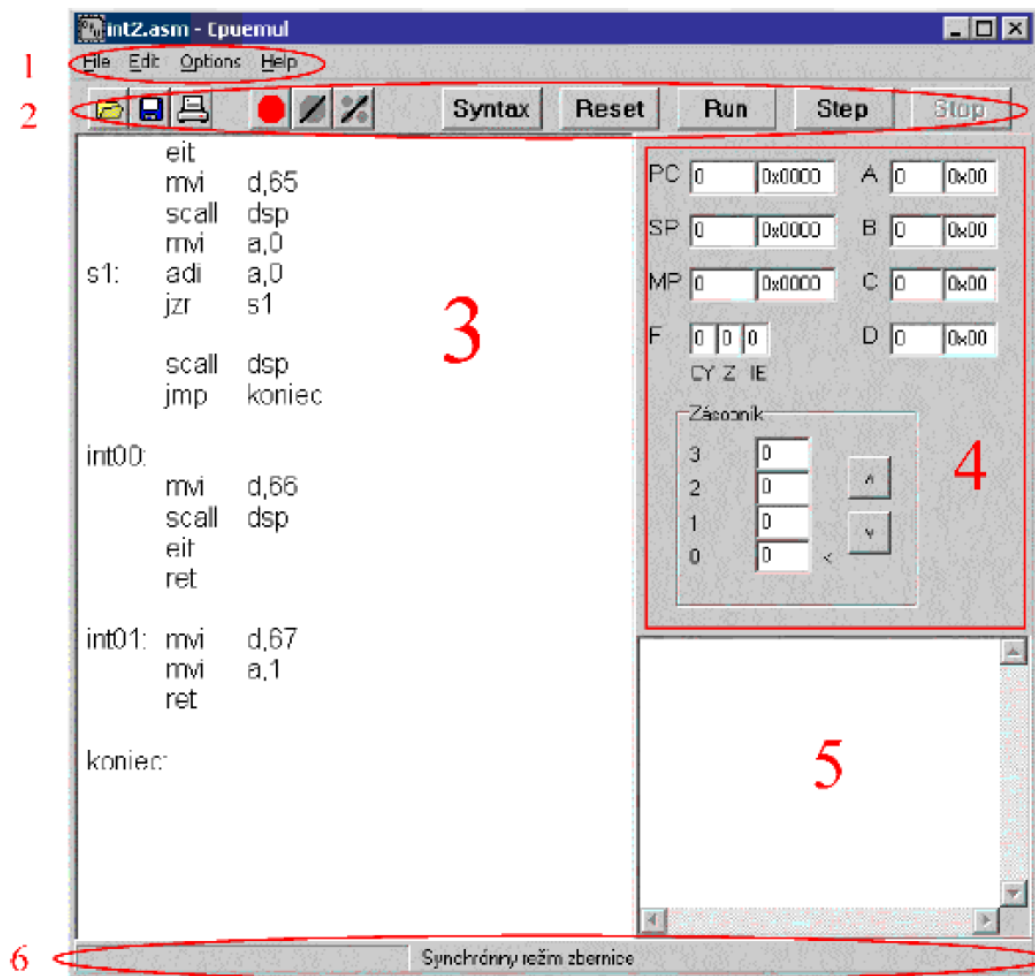 int2.asm - Cpuemul
1
File Edit Options Help
2
Syntax Reset Run Step Stop
eit
mvi d,65
scall dsp
mvi a,0
s1: adi a,0
jzr s1
scall dsp
jmp koniec
int00:
mvi d,66
scall dsp
eit
ret
int01: mvi d,67
mvi a,1
ret
koniec:
3
PC 0 0x0000 A 0 0x00
SP 0 0x0000 B 0 0x00
MP 0 0x0000 C 0 0x00
F 0 0 0 D 0 0x00
CY Z IE
Zásobník
3 0
2 0
1 0
0 0 <
4
5
6
Synchrónny režim zbernice